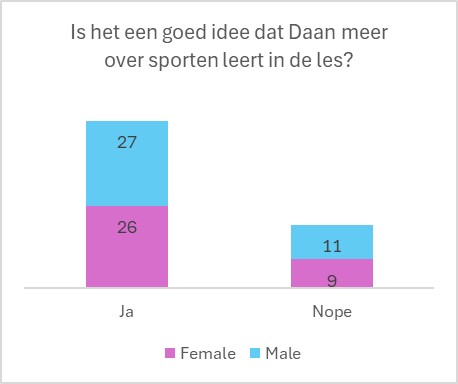 Is het een goed idee dat Daan meer
over sporten leert in de les?
27
26
11
9
Ja
Nope
Female
Male